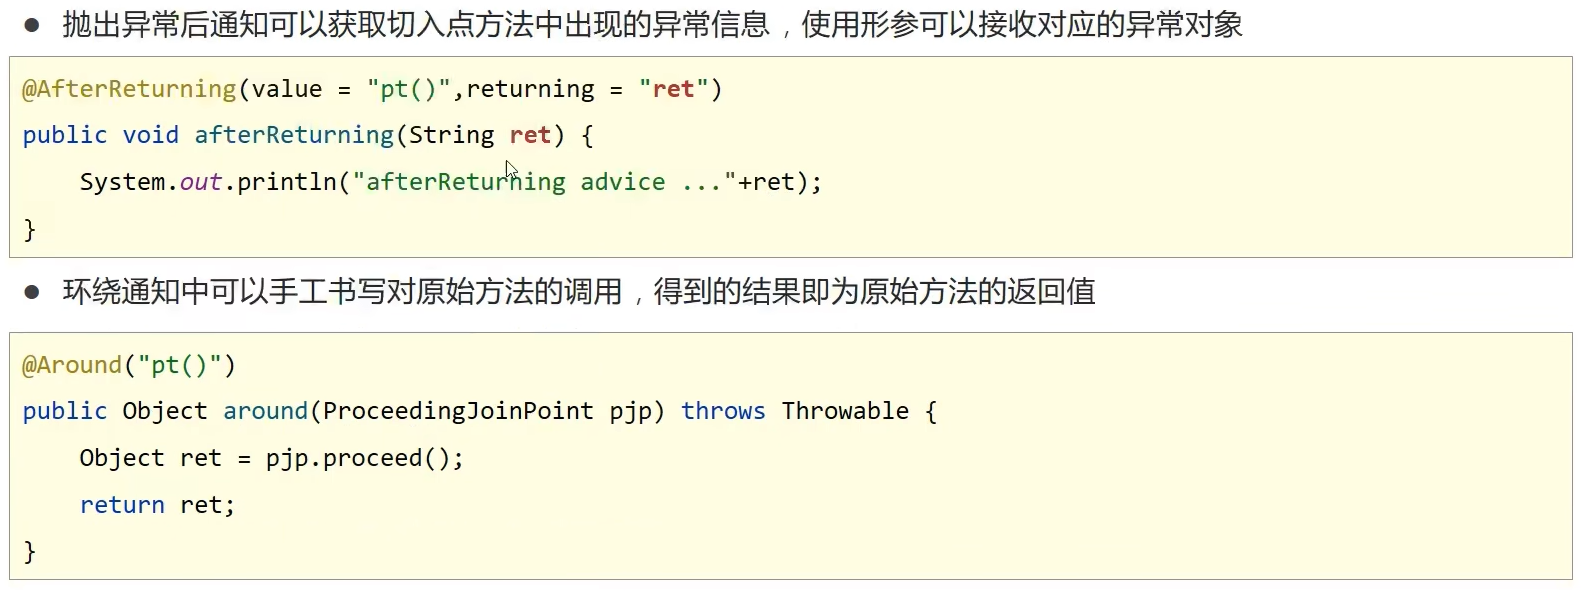 ● 抛出异常后通知可以获取切入点方法中出现的异常信息，使用形参可以接收对应的异常对象
@AfterReturning(value = "pt()",returning = "ret")
public void afterReturning(String ret) {
    System.out.println("afterReturning advice ..."+ret);
}
● 环绕通知中可以手工书写对原始方法的调用，得到的结果即为原始方法的返回值
@Around("pt()")
public Object around(ProceedingJoinPoint pjp) throws Throwable {
    Object ret = pjp.proceed();
    return ret;
}